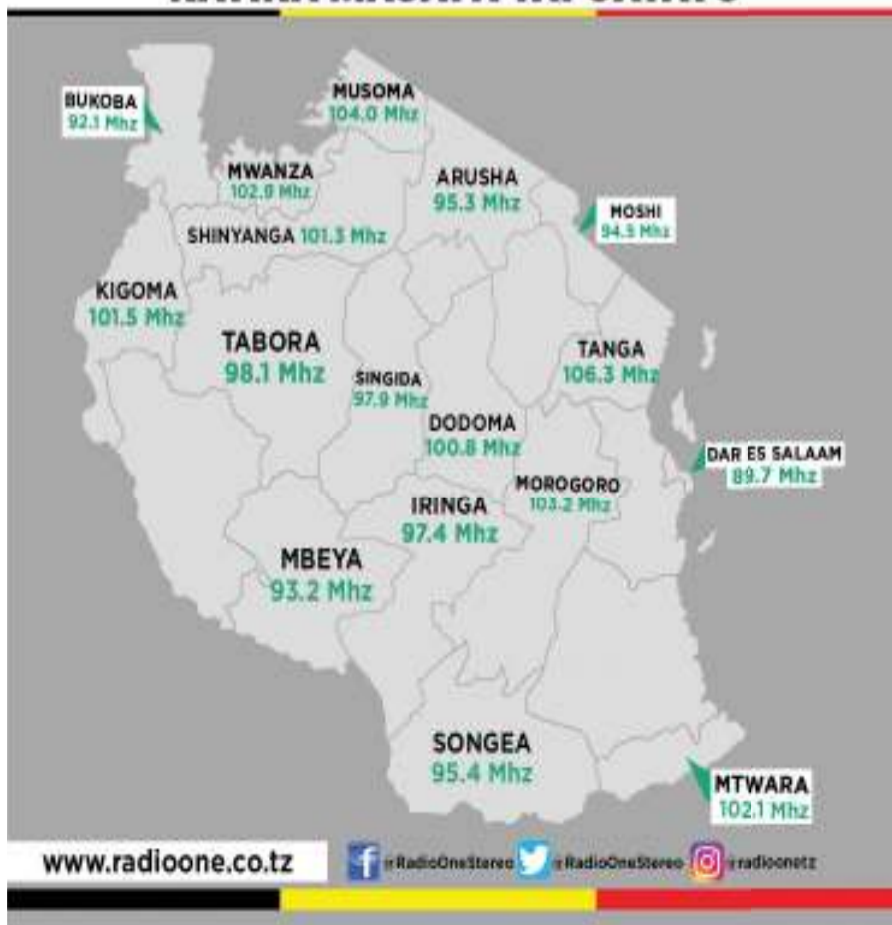 BUKOBA
92.1 Mhz
MUSOMA
104.0 Mhz
MWANZA
102.9 Mhz
ARUSHA
95.3 Mhz
MOSHI
94.5 Mhz
SHINYANGA 101.3 Mhz
KIGOMA
101.5 Mhz
TABORA
98.1 Mhz
SINGIDA
97.9 Mhz
TANGA
106.3 Mhz
DODOMA
100.8 Mhz
DAR ES SALAAM
89.7 Mhz
MOROGORO
103.2 Mhz
IRINGA
97.4 Mhz
MBEYA
93.2 Mhz
SONGEA
95.4 Mhz
MTWARA
102.1 Mhz
www.radioone.co.tz
RadioOneStereo
RadioOneStereo
radioonetz